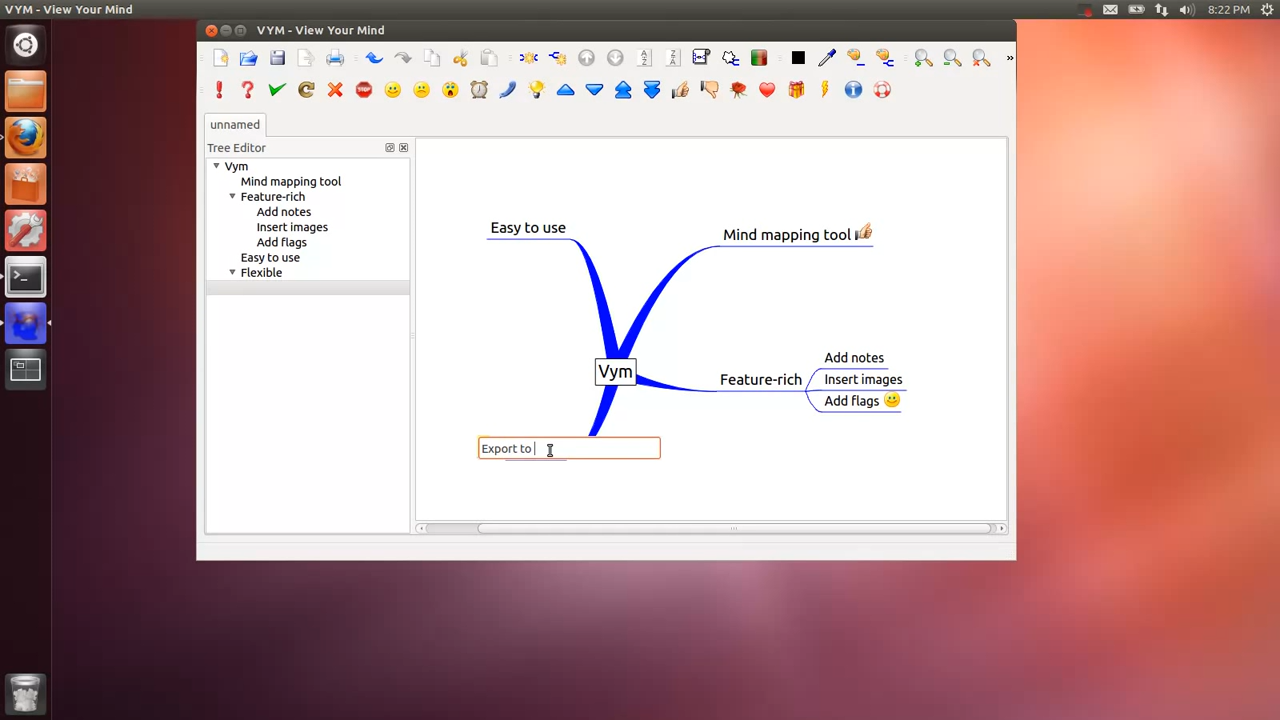 VYM - View Your Mind
8:22 PM
VYM - View Your Mind
unnamed
Tree Editor
Vym
Mind mapping tool
Feature-rich
Add notes
Insert images
Add flags
Easy to use
Flexible
Easy to use
Mind mapping tool
Vym
Feature-rich
Add notes
Insert images
Add flags
Export to